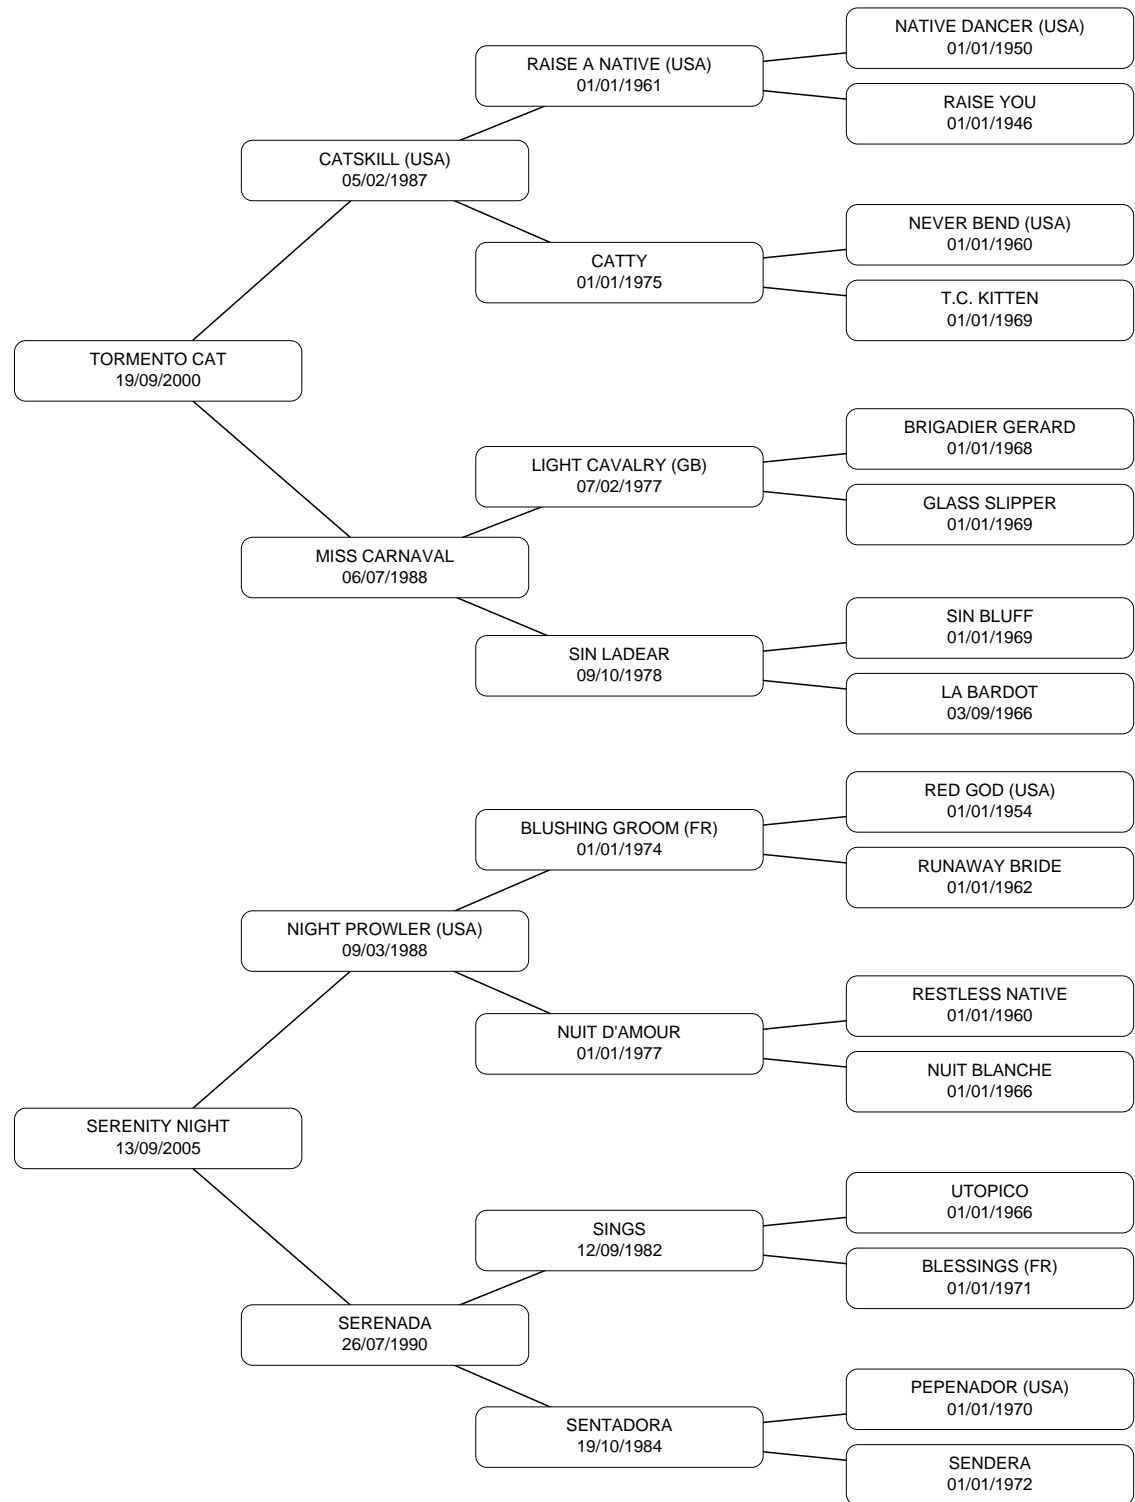 NATIVE DANCER (USA)
01/01/1950
RAISE A NATIVE (USA)
01/01/1961
RAISE YOU
01/01/1946
CATSKILL (USA)
05/02/1987
NEVER BEND (USA)
01/01/1960
CATTY
01/01/1975
T.C. KITTEN
01/01/1969
TORMENTO CAT
19/09/2000
BRIGADIER GERARD
01/01/1968
LIGHT CAVALRY (GB)
07/02/1977
GLASS SLIPPER
01/01/1969
MISS CARNAVAL
06/07/1988
SIN BLUFF
01/01/1969
SIN LADEAR
09/10/1978
LA BARDOT
03/09/1966
RED GOD (USA)
01/01/1954
BLUSHING GROOM (FR)
01/01/1974
RUNAWAY BRIDE
01/01/1962
NIGHT PROWLER (USA)
09/03/1988
RESTLESS NATIVE
01/01/1960
NUIT D'AMOUR
01/01/1977
NUIT BLANCHE
01/01/1966
SERENITY NIGHT
13/09/2005
UTOPICO
01/01/1966
SINGS
12/09/1982
BLESSINGS (FR)
01/01/1971
SERENADA
26/07/1990
PEPENADOR (USA)
01/01/1970
SENTADORA
19/10/1984
SENDERA
01/01/1972